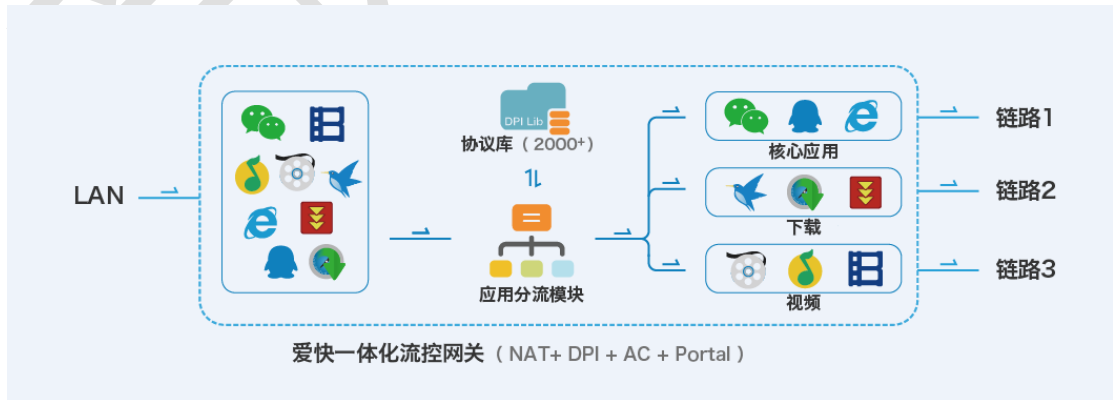 DPI Lib
协议库（2000+）
LAN
应用分流模块
核心应用
下载
视频
链路1
链路2
链路3
爱快一体化流控网关（NAT+ DPI + AC + Portal）